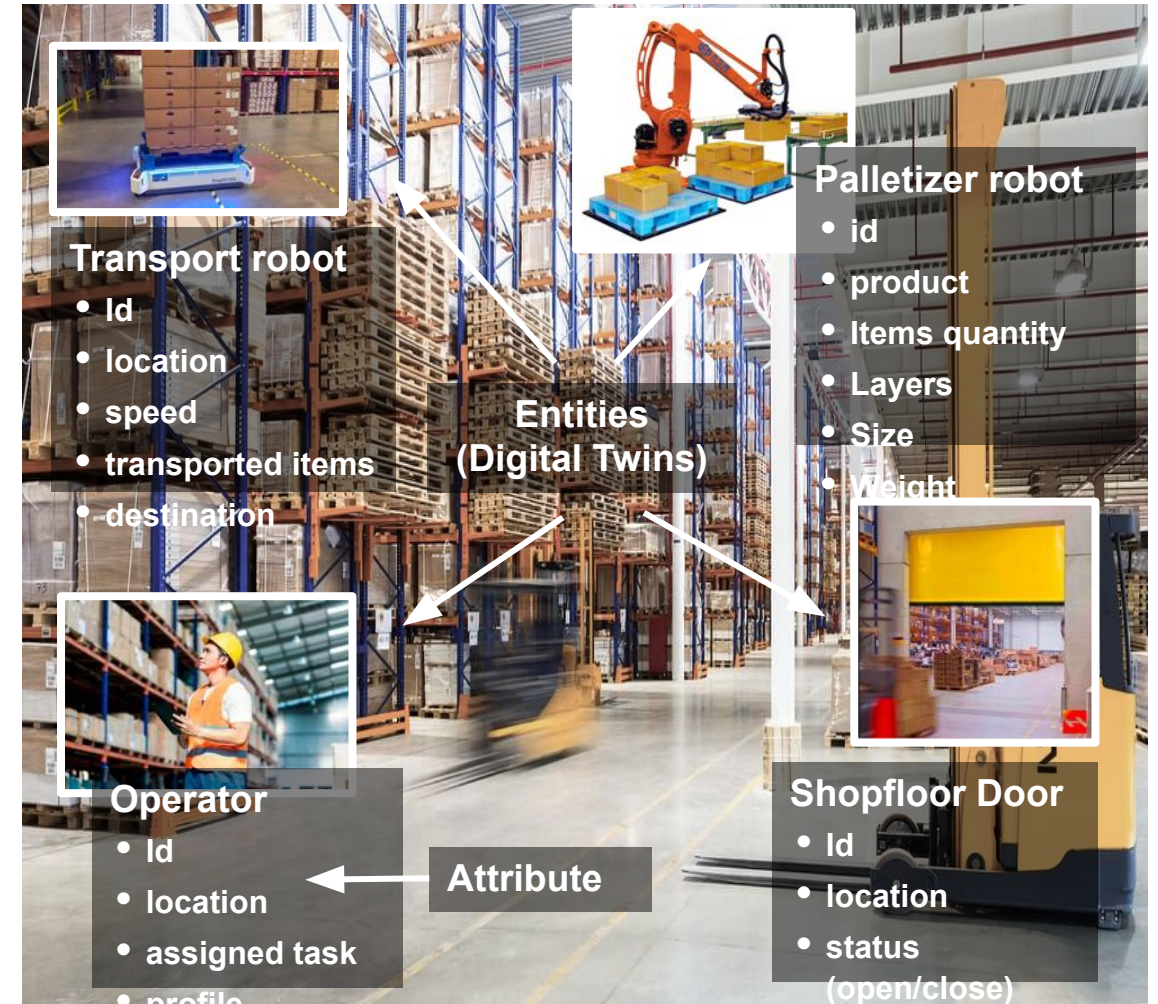 Transport robot
• Id
• location
• speed
• transported items
• destination
Palletizer robot
• id
• product
• Items quantity
• Layers
• Size
• Weight
Entities
(Digital Twins)
Operator
• Id
• location
• assigned task
• profile
Attribute
Shopfloor Door
• Id
• location
• status
(open/close)